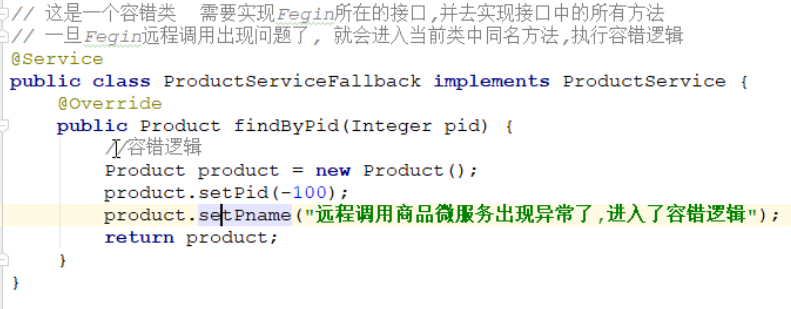 // 这是一个容错类  需要实现Fegin所在的接口,并去实现接口中的所有方法
// 一旦Fegin远程调用出现问题了, 就会进入当前类中同名方法,执行容错逻辑
@Service
public class ProductServiceFallback implements ProductService {
    @Override
    public Product findByPid(Integer pid) {
        //容错逻辑
        Product product = new Product();
        product.setPid(-100);
        product.setPname("远程调用商品微服务出现异常了,进入了容错逻辑");
        return product;
    }
}